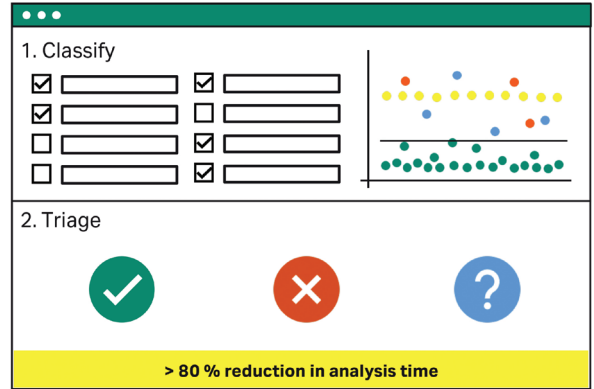 1. Classify
2. Triage
?
> 80 % reduction in analysis time